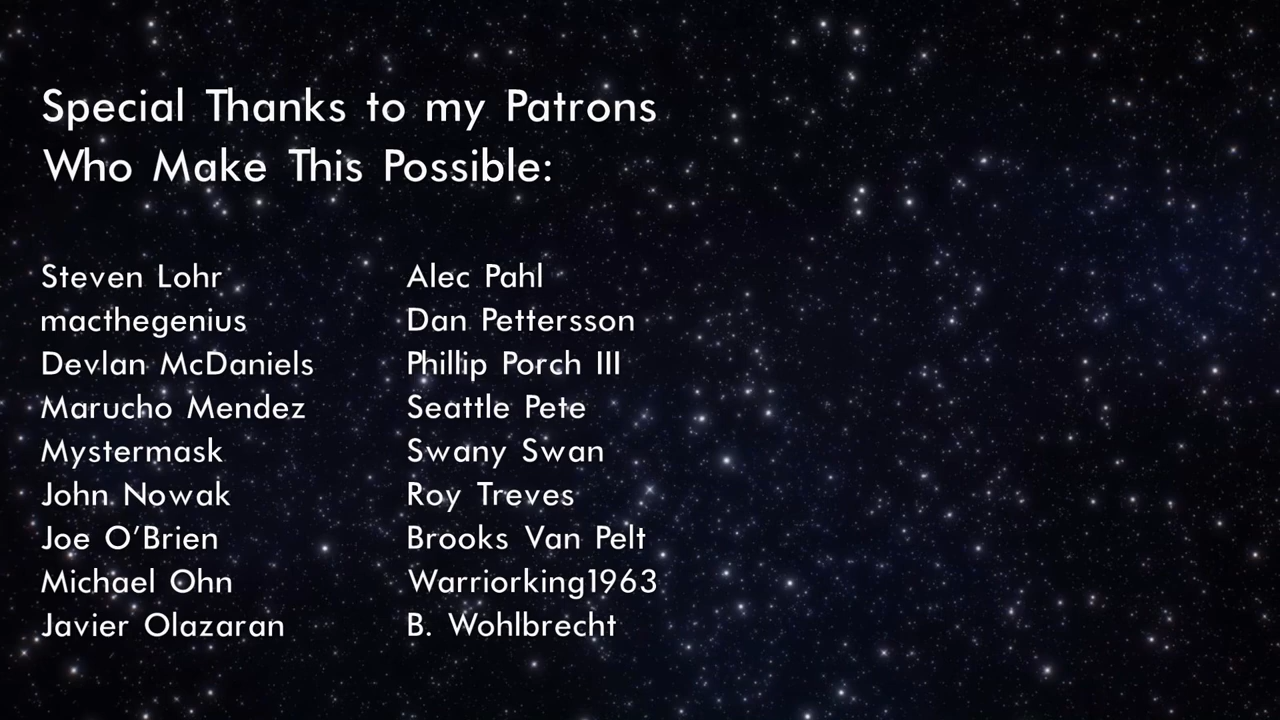 Special Thanks to my Patrons
Who Make This Possible:
Steven Lohr
macthegenius
Devlan McDaniels
Marucho Mendez
Mystermask
John Nowak
Joe O'Brien
Michael Ohn
Javier Olazaran
Alec Pahl
Dan Pettersson
Phillip Porch III
Seattle Pete
Swany Swan
Roy Treves
Brooks Van Pelt
Warriorking1963
B. Wohlbrecht